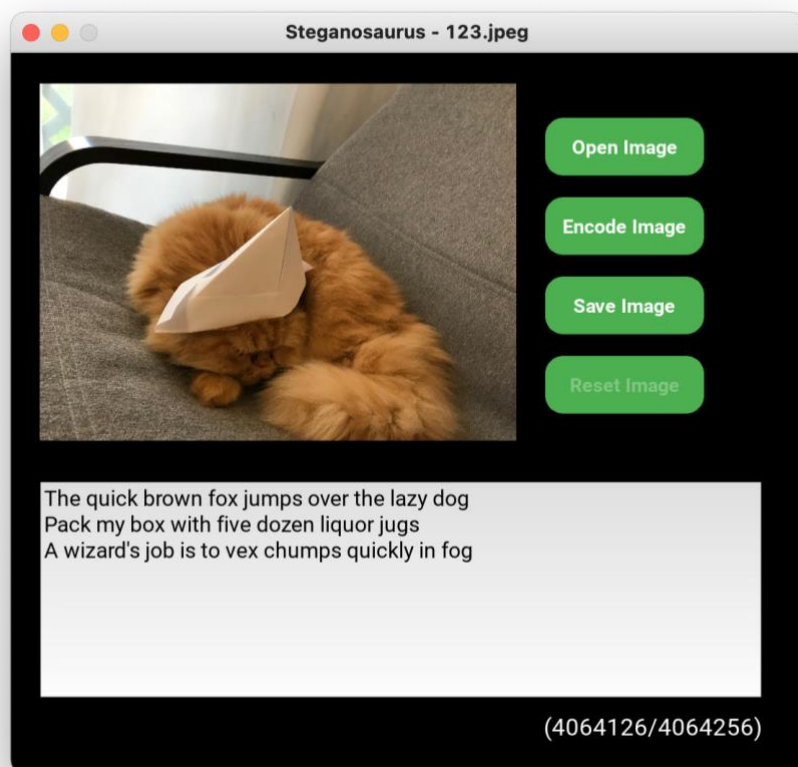 Steganosaurus - 123.jpeg
Open Image
Encode Image
Save Image
Reset Image
The quick brown fox jumps over the lazy dog
Pack my box with five dozen liquor jugs
A wizard's job is to vex chumps quickly in fog
(4064126/4064256)